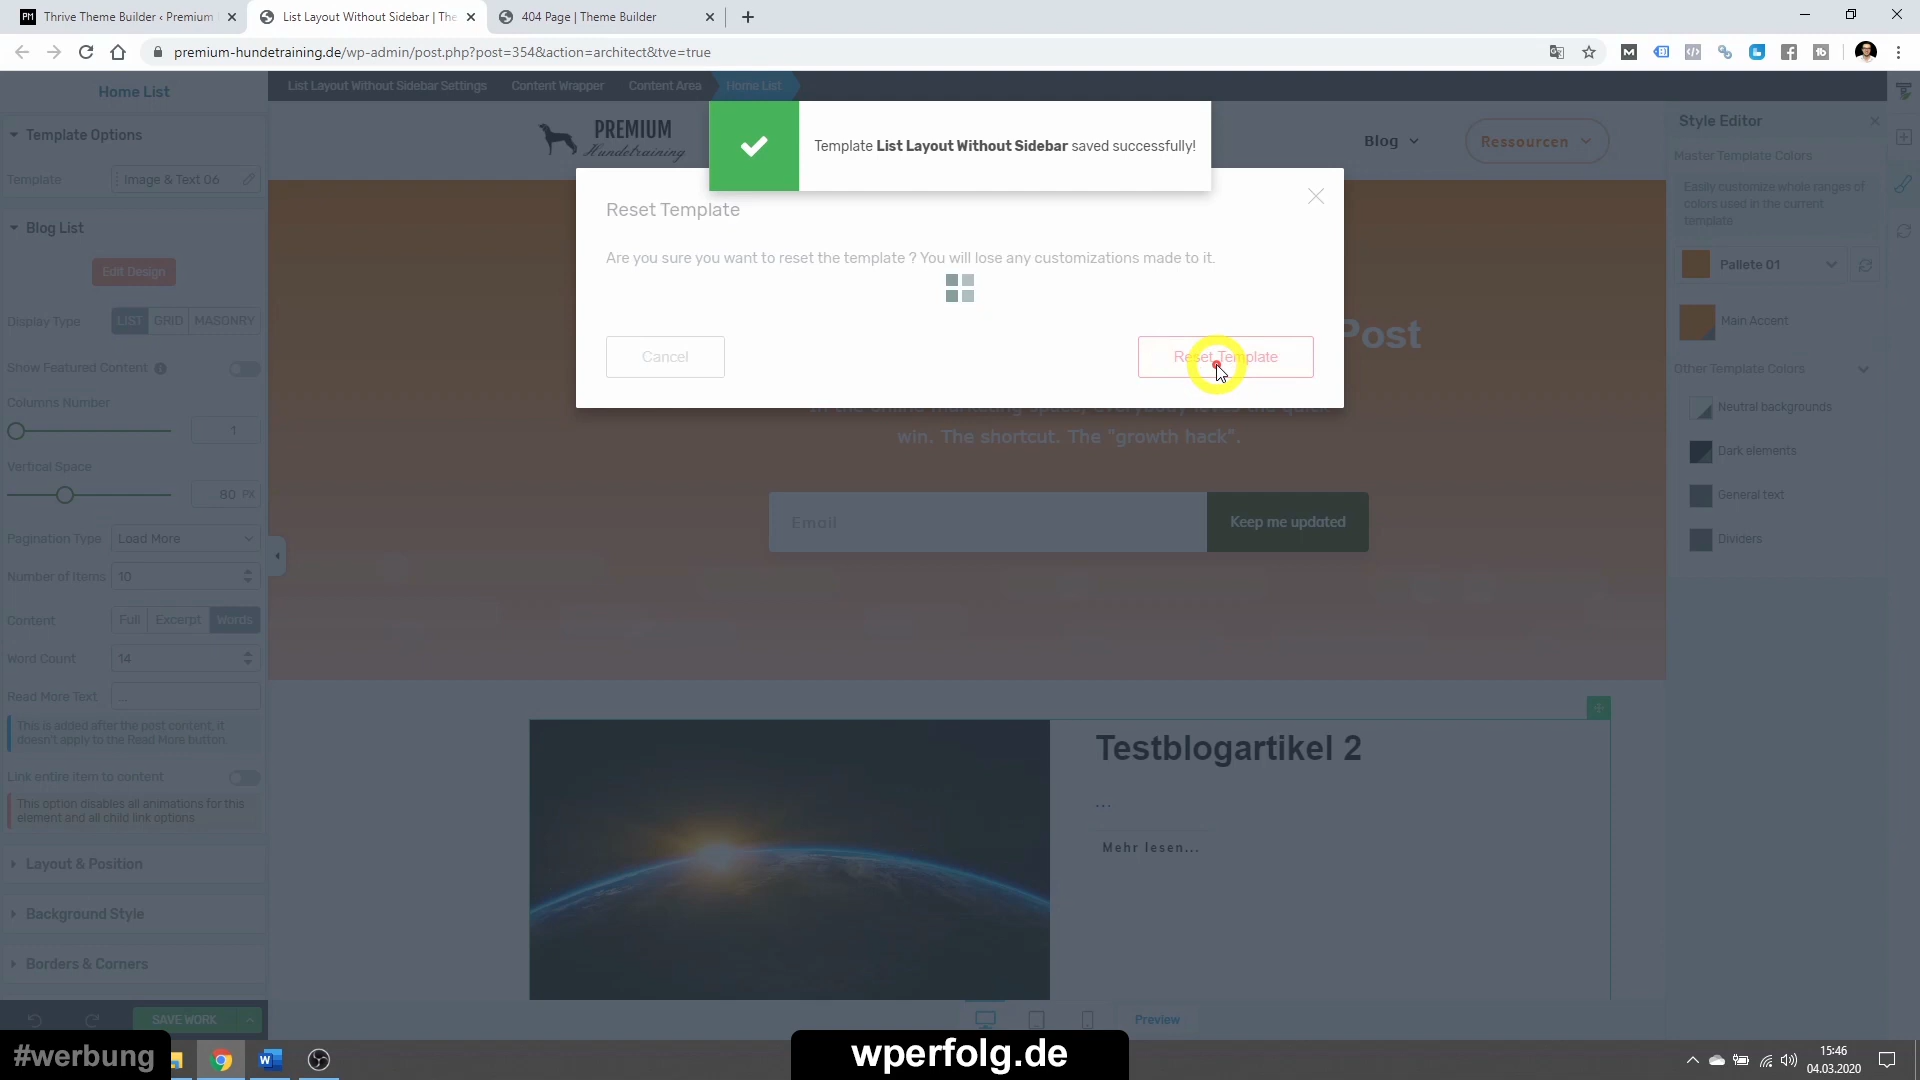 Thrive Theme Builder ‹ Premium
List Layout Without Sidebar | The
404 Page | Theme Builder
premium-hundetraining.de/wp-admin/post.php?post=354&action=architect&tve=true
Home List
List Layout Without Sidebar Settings
Content Wrapper
Content Area
Home List
Template Options
Template
Image & Text 06
Blog List
Edit Design
Display Type
LIST
GRID
MASONRY
Show Featured Content
Columns Number
1
Vertical Space
80 PX
Pagination Type
Load More
Number of Items
10
Content
Full
Excerpt
Words
Word Count
14
Read More Text
...
This is added after the post content, it
doesn't apply to the Read More button.
Link entire item to content
This option disables all animations for this
element and all child link options
Layout & Position
Background Style
Borders & Corners
SAVE WORK
PREMIUM
Hundetraining
Blog
Ressourcen
Template List Layout Without Sidebar saved successfully!
Reset Template
Are you sure you want to reset the template ? You will lose any customizations made to it.
Cancel
Reset Template
Post
win. The shortcut. The "growth hack".
Email
Keep me updated
Testblogartikel 2
...
Mehr lesen...
Preview
Style Editor
Master Template Colors
Easily customize whole ranges of
colors used in the current
template
Pallete 01
Main Accent
Other Template Colors
Neutral backgrounds
Dark elements
General text
Dividers
#werbung
wperfolg.de
15:46
04.03.2020